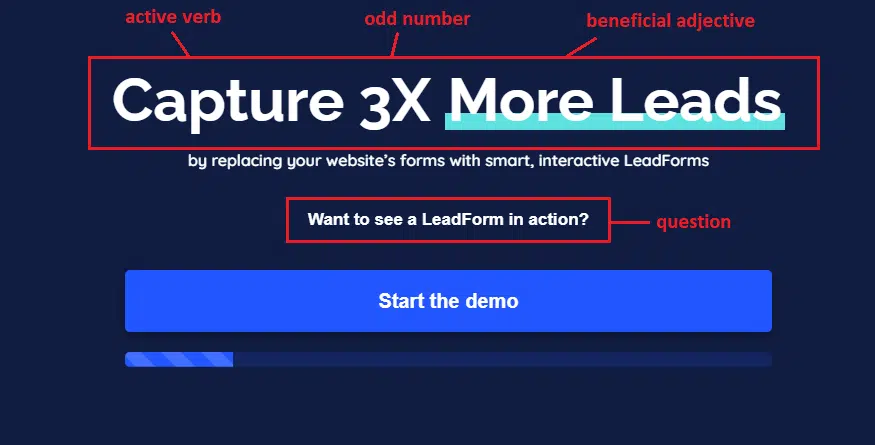 active verb
odd number
beneficial adjective
Capture 3X More Leads
by replacing your website’s forms with smart, interactive LeadForms
Want to see a LeadForm in action?
question
Start the demo